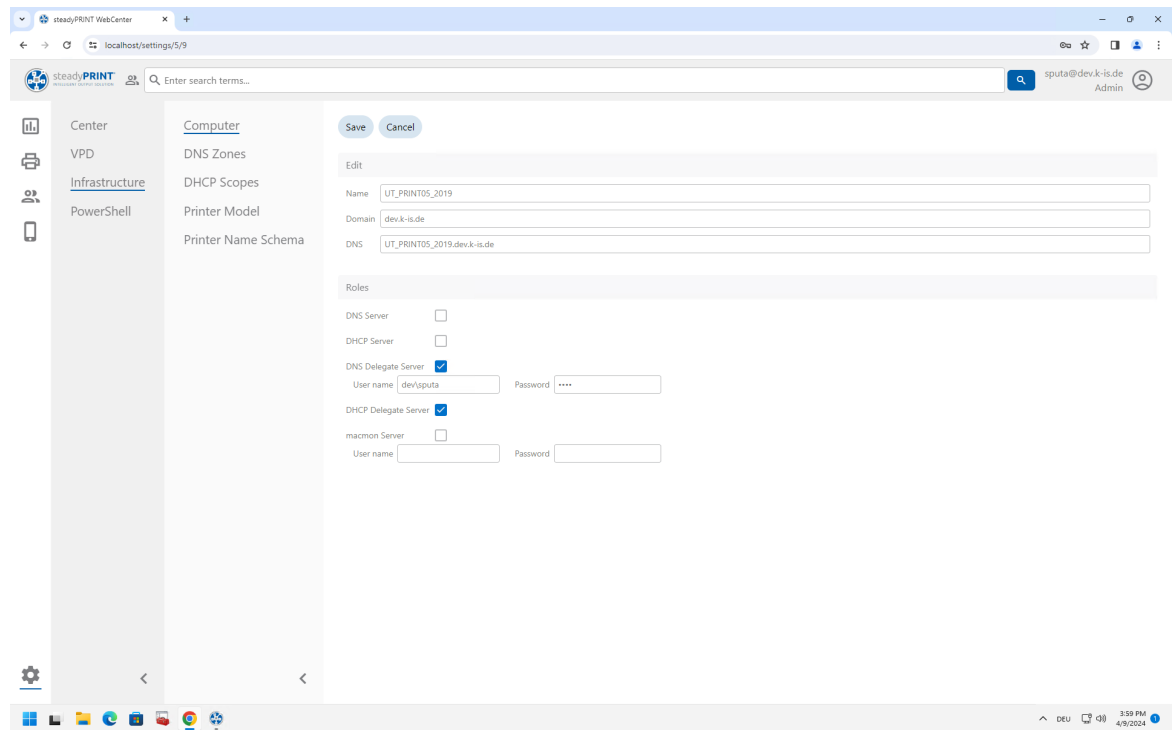 steadyPRINT WebCenter
localhost/settings/5/9
steadyPRINT
Enter search terms...
sputa@dev.k-is.de
Admin
Center
VPD
Infrastructure
PowerShell
Computer
DNS Zones
DHCP Scopes
Printer Model
Printer Name Schema
Save Cancel
Edit
Name UT_PRINT05_2019
Domain dev.k-is.de
DNS UT_PRINT05_2019.dev.k-is.de
Roles
DNS Server
DHCP Server
DNS Delegate Server
User name dev\sputa Password ••••
DHCP Delegate Server
macmon Server
User name Password
DEU 3:59 PM
4/9/2024 1